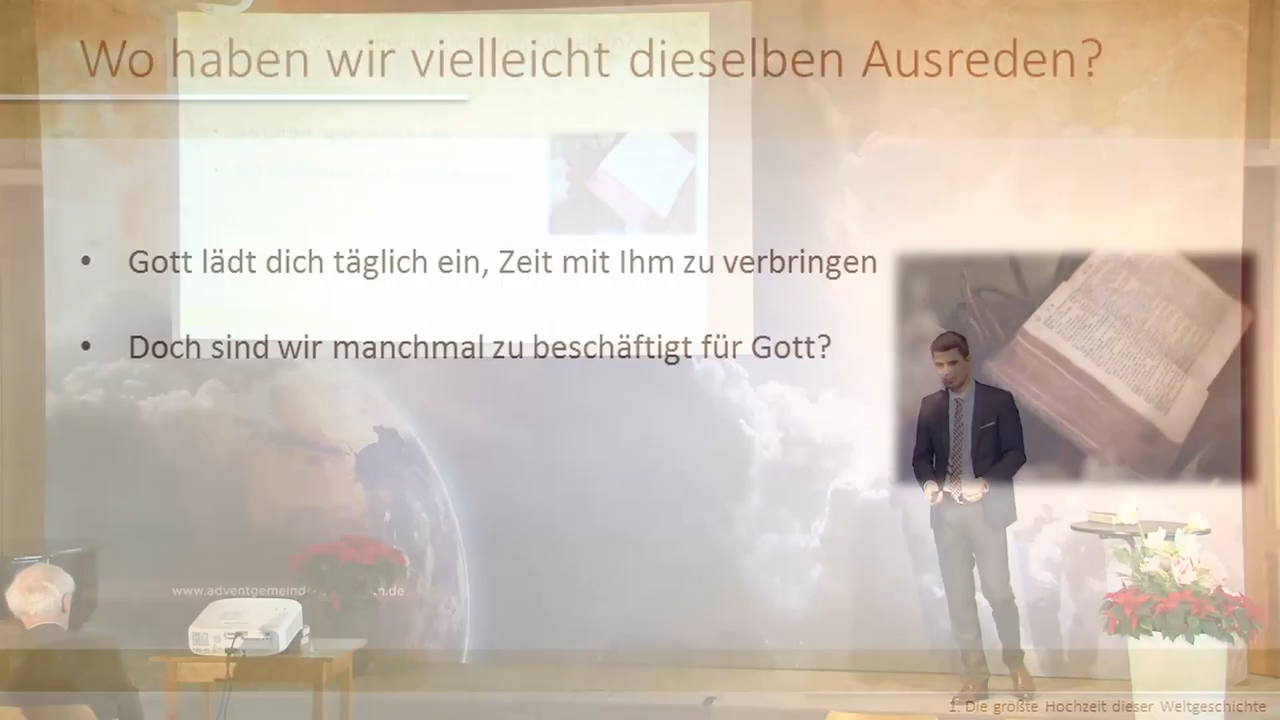 Wo haben wir vielleicht dieselben Ausreden?
• Gott lädt dich täglich ein, Zeit mit Ihm zu verbringen
• Doch sind wir manchmal zu beschäftigt für Gott?
1. Die größte Hochzeit dieser Weltgeschichte